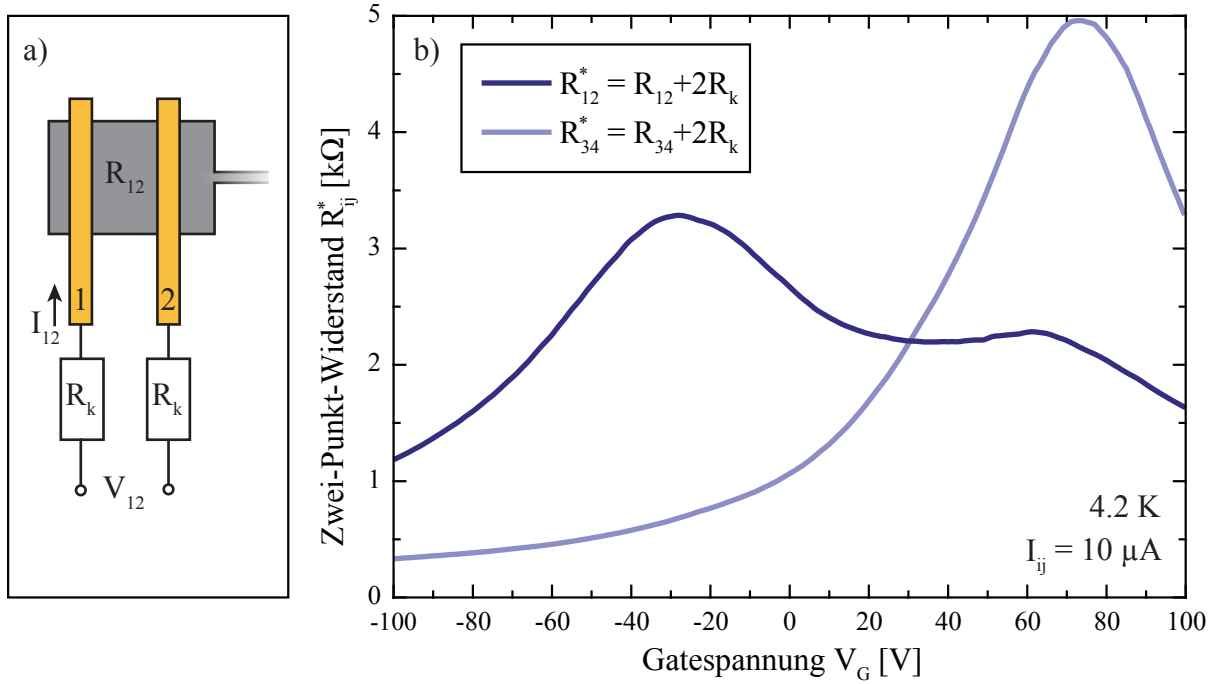 a)
R₁₂
1
2
I₁₂
Rₖ
Rₖ
V₁₂
b)
R*₁₂ = R₁₂+2Rₖ
R*₃₄ = R₃₄+2Rₖ
Zwei-Punkt-Widerstand R*ᵢⱼ [kΩ]
5
4
3
2
1
0
4.2 K
Iᵢⱼ = 10 µA
-100 -80 -60 -40 -20 0 20 40 60 80 100
Gatespannung V_G [V]